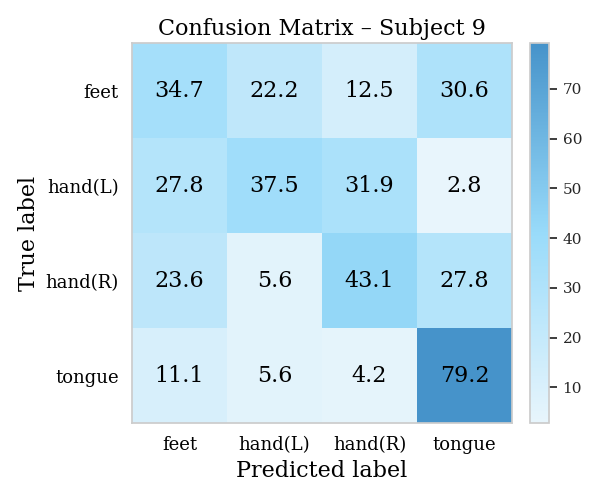 Confusion Matrix – Subject 9
True label
feet 34.7 22.2 12.5 30.6
hand(L) 27.8 37.5 31.9 2.8
hand(R) 23.6 5.6 43.1 27.8
tongue 11.1 5.6 4.2 79.2
feet hand(L) hand(R) tongue
Predicted label
70
60
50
40
30
20
10